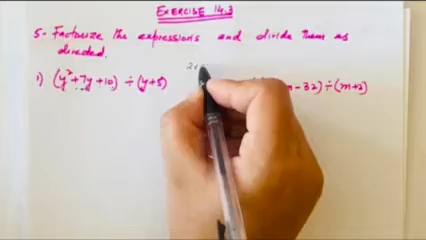 EXERCISE 14.3
5- Factorize the expressions and divide them as
directed.
1) (y²+7y+10) ÷ (y+5)
- 32) ÷ (m+2)